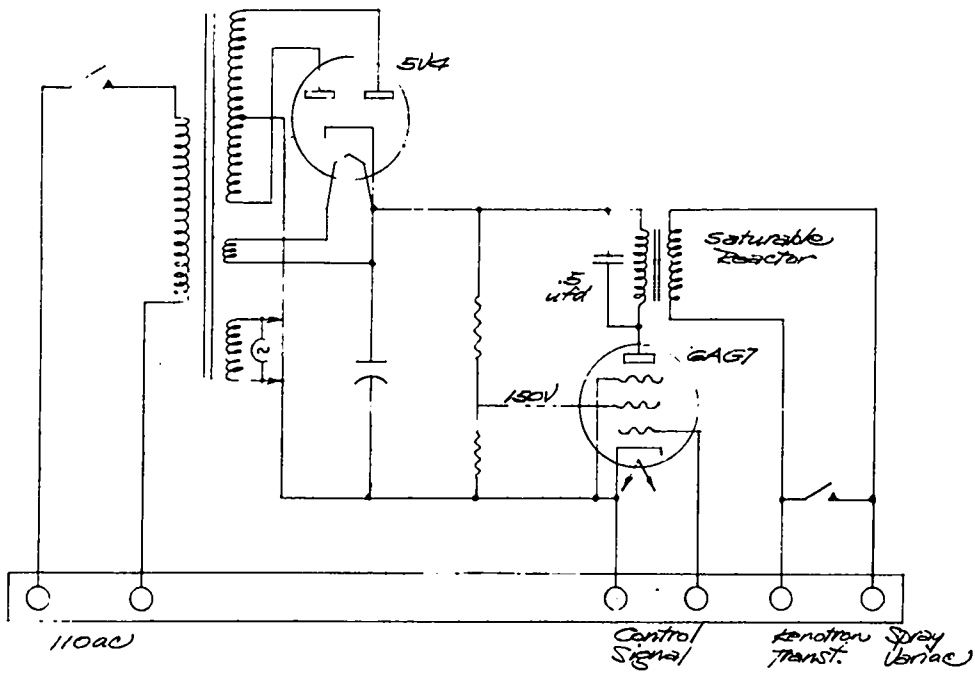 5V4
Saturable
Reactor
.5
ufd
6AG7
150V
110ac
Control
Signal
Kenotron
Transf.
Spray
Variac